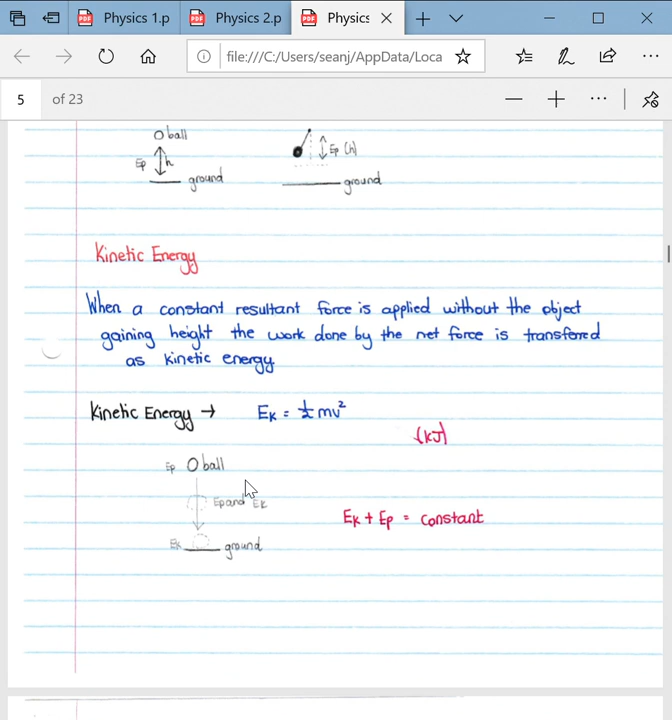 Physics 1.p
Physics 2.p
Physics
file:///C:/Users/seanj/AppData/Loca
5 of 23
O ball
Ep
h
ground
Ep (h)
ground
Kinetic Energy
When a constant resultant force is applied without the object
gaining height the work done by the net force is transferred
as kinetic energy
Kinetic Energy → Ek = ½mv²
(kJ)
Ep O ball
Ep and Ek
Ek + Ep = constant
Ek
ground